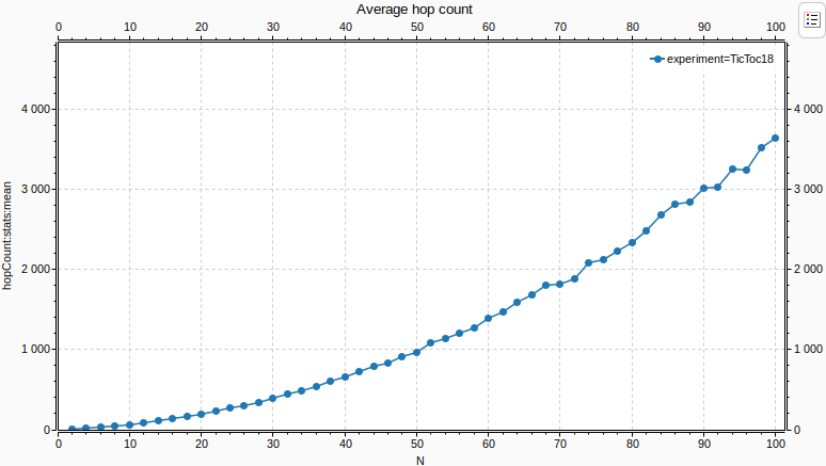 Average hop count
0 10 20 30 40 50 60 70 80 90 100
experiment=TicToc18
4 000 4 000
3 000 3 000
2 000 2 000
1 000 1 000
0 0
hopCount:stats:mean
0 10 20 30 40 50 60 70 80 90 100
N